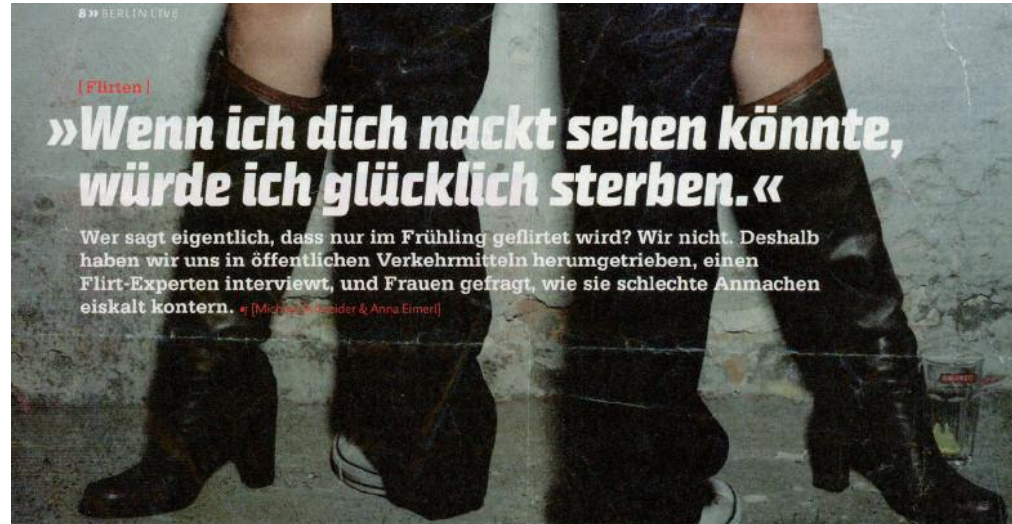 8 » BERLIN LIVE
[Flirten]
»Wenn ich dich nackt sehen könnte,
würde ich glücklich sterben.«
Wer sagt eigentlich, dass nur im Frühling geflirtet wird? Wir nicht. Deshalb
haben wir uns in öffentlichen Verkehrmitteln herumgetrieben, einen
Flirt-Experten interviewt, und Frauen gefragt, wie sie schlechte Anmachen
eiskalt kontern. [Schneider & Anna Eimerl]